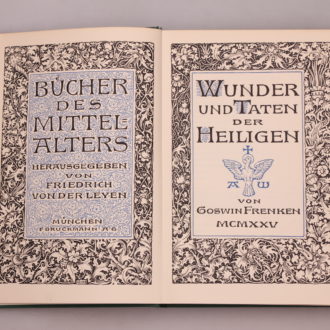 BÜCHER
DES
MITTEL-
ALTERS
HERAUSGEGEBEN
VON
FRIEDRICH
VON DER LEYEN
MÜNCHEN
F BRUCKMANN A G
WUNDER
UND TATEN
DER
HEILIGEN
A W
VON
GOSWIN FRENKEN
MCMXXV